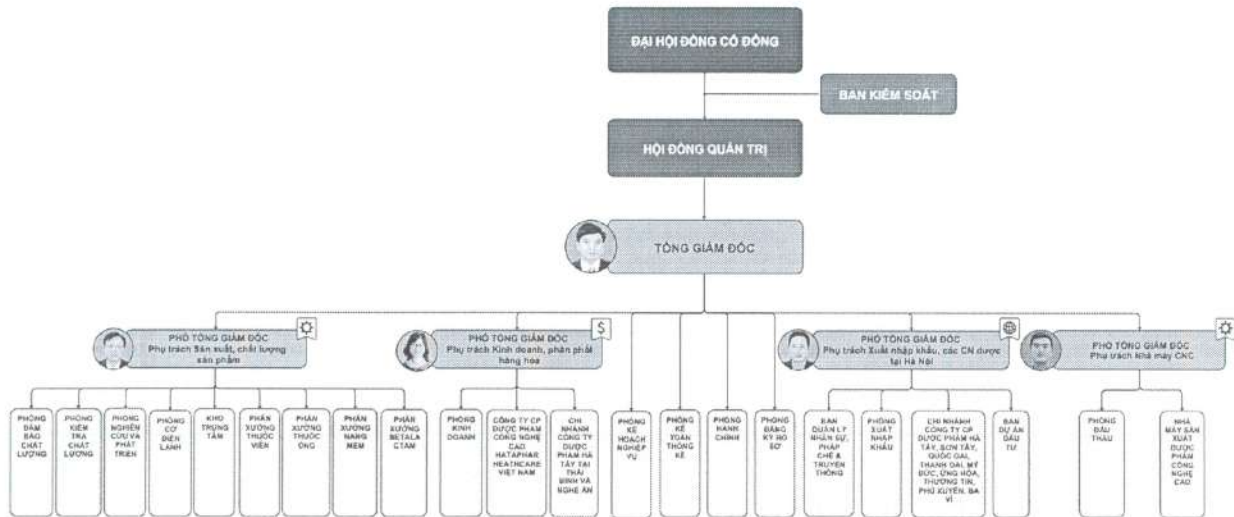 ĐẠI HỘI ĐỒNG CỔ ĐÔNG
BAN KIỂM SOÁT
HỘI ĐỒNG QUẢN TRỊ
TỔNG GIÁM ĐỐC
PHÓ TỔNG GIÁM ĐỐC
Phụ trách Sản xuất, chất lượng
sản phẩm
$
PHÓ TỔNG GIÁM ĐỐC
Phụ trách Kinh doanh, phân phối
hàng hóa
PHÓ TỔNG GIÁM ĐỐC
Phụ trách Xuất nhập khẩu, các CN dược
tại Hà Nội
PHÓ TỔNG GIÁM ĐỐC
Phụ trách Nhà máy CNC
PHÒNG
ĐẢM
BẢO
CHẤT
LƯỢNG
PHÒNG
KIỂM
TRA
CHẤT
LƯỢNG
PHÒNG
NGHIÊN
CỨU VÀ
PHÁT
TRIỂN
PHÒNG
CƠ
ĐIỆN
LẠNH
KHO
TRUNG
TÂM
PHÂN
XƯỞNG
THUỐC
VIÊN
PHÂN
XƯỞNG
THUỐC
ỐNG
PHÂN
XƯỞNG
NANG
MỀM
PHÂN
XƯỞNG
BETALA
CTAM
PHÒNG
KINH
DOANH
CÔNG TY CP
DƯỢC PHẨM
CÔNG NGHỆ
CAO
HATAPHAR
HEATHCARE
VIỆT NAM
CHI
NHÁNH
CÔNG TY
DƯỢC
PHẨM HÀ
TÂY TẠI
THÁI
BÌNH VÀ
NGHỆ AN
PHÒNG
KẾ
HOẠCH
NGHIỆP
VỤ
PHÒNG
KẾ
TOÁN
THỐNG
KÊ
PHÒNG
HÀNH
CHÍNH
PHÒNG
ĐĂNG
KÝ HỒ
SƠ
BAN
QUẢN LÝ
NHÂN SỰ,
PHÁP
CHẾ &
TRUYỀN
THÔNG
PHÒNG
XUẤT
NHẬP
KHẨU
CHI NHÁNH
CÔNG TY CP
DƯỢC PHẨM HÀ
TÂY, SƠN TÂY,
QUỐC OAI,
THANH OAI, MỸ
ĐỨC, ỨNG HÒA,
THƯỜNG TÍN,
PHÚ XUYÊN, BA
VÌ
BAN
DỰ ÁN
ĐẦU
TƯ
PHÒNG
ĐẤU
THẦU
NHÀ
MÁY SẢN
XUẤT
DƯỢC
PHẨM
CÔNG
NGHỆ
CAO